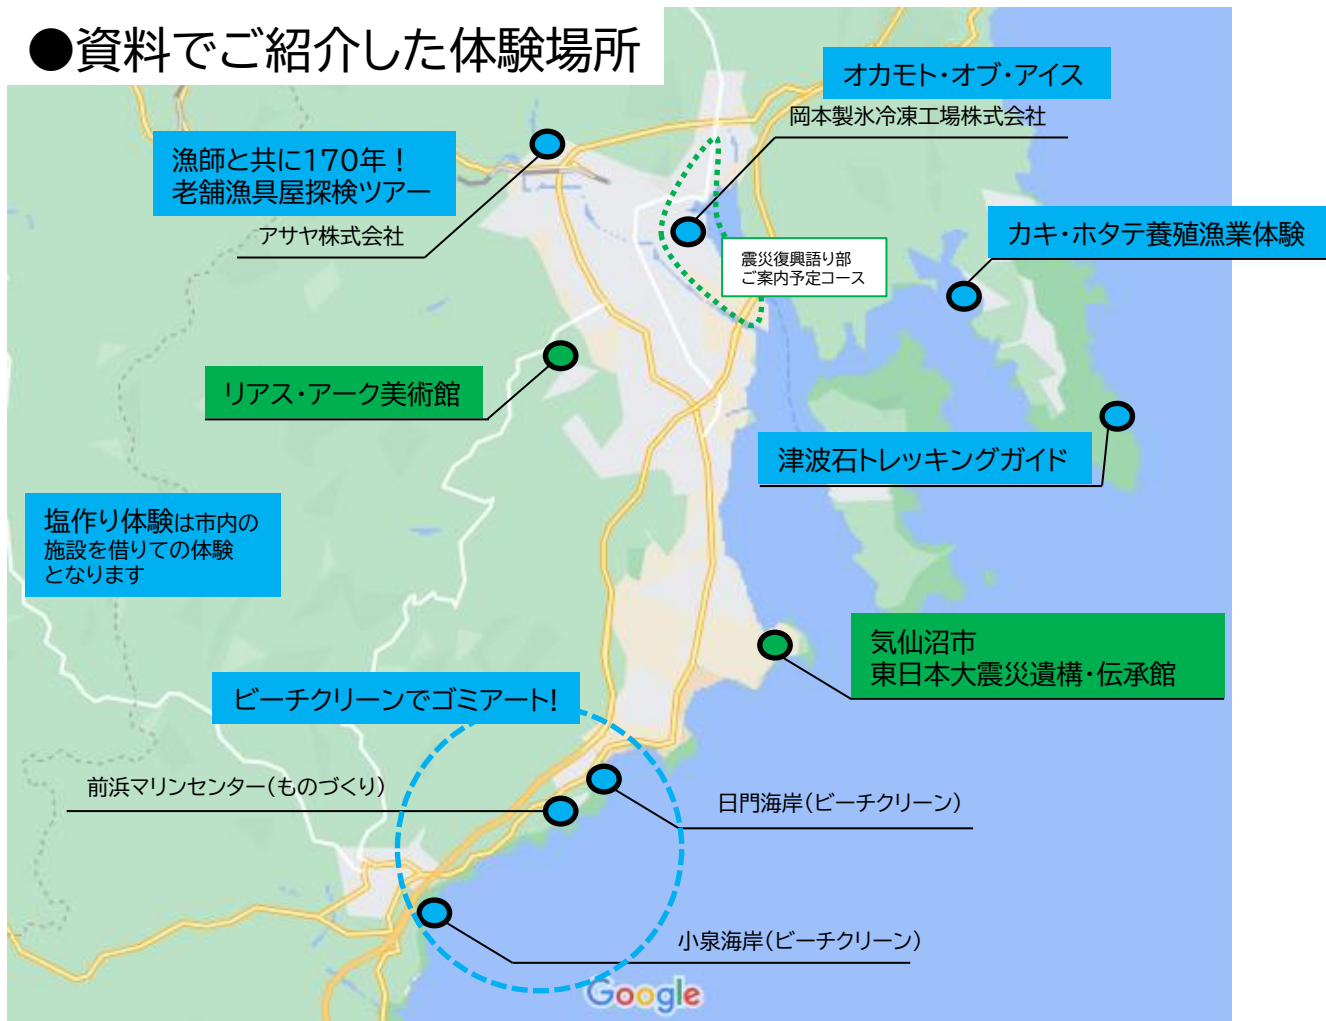 ●資料でご紹介した体験場所
オカモト・オブ・アイス
岡本製氷冷凍工場株式会社
漁師と共に170年！
老舗漁具屋探検ツアー
アサヤ株式会社
カキ・ホタテ養殖漁業体験
震災復興語り部
ご案内予定コース
リアス・アーク美術館
津波石トレッキングガイド
塩作り体験は市内の
施設を借りての体験
となります
気仙沼市
東日本大震災遺構・伝承館
ビーチクリーンでゴミアート!
前浜マリンセンター(ものづくり)
日門海岸(ビーチクリーン)
小泉海岸(ビーチクリーン)
Google